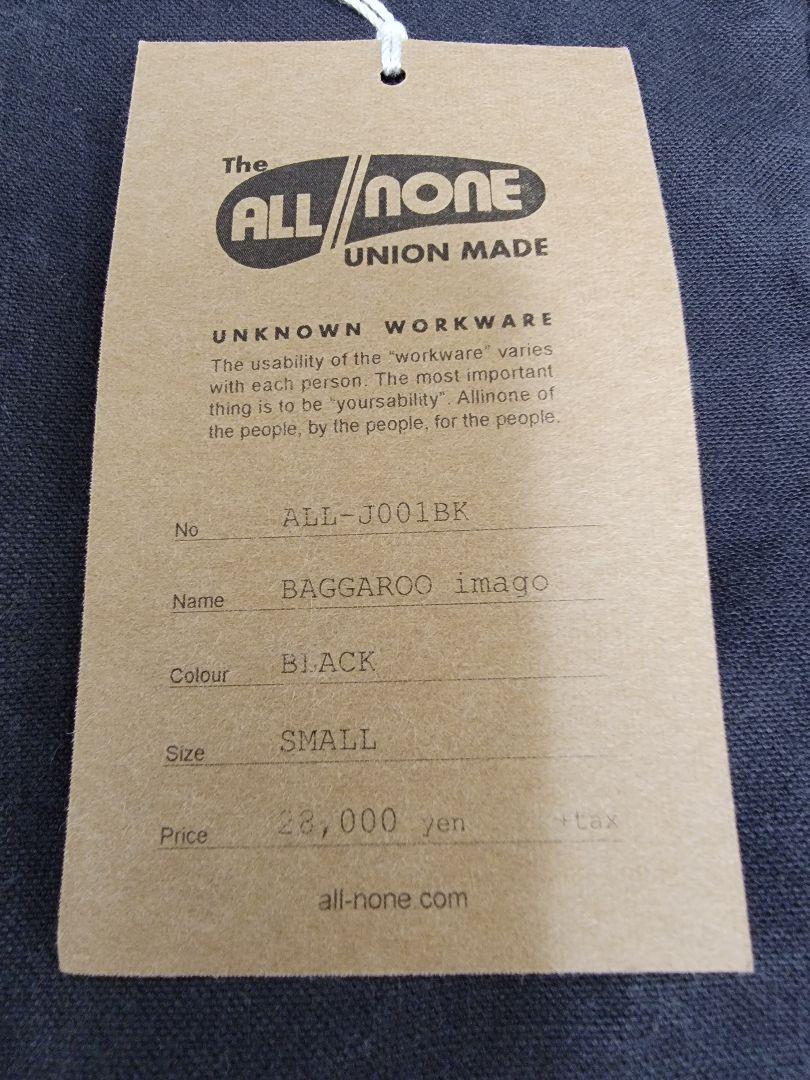 The
ALL//NONE
UNION MADE
UNKNOWN WORKWARE
The usability of the "workware" varies
with each person. The most important
thing is to be "yoursability". Allinone of
the people, by the people, for the people.
No ALL-J001BK
Name BAGGAROO imago
Colour BLACK
Size SMALL
Price 28,000 yen +tax
all-none.com